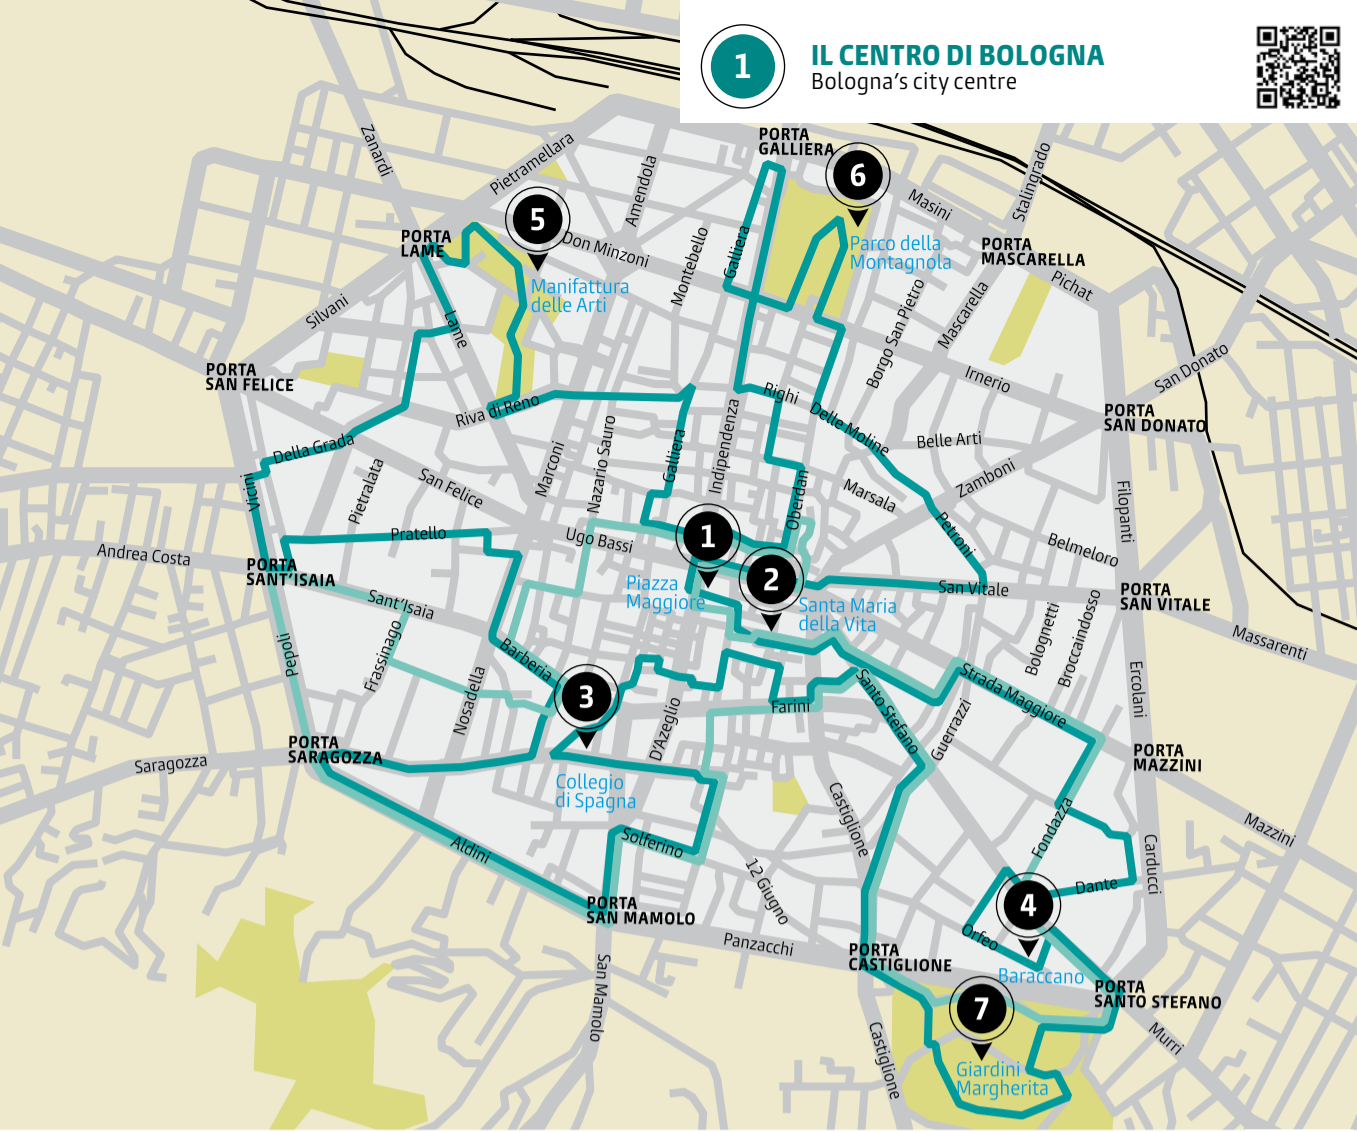 1
IL CENTRO DI BOLOGNA
Bologna's city centre
PORTA
GALLIERA
6
Zanardi
Pietramellara
Amendola
Masini
Stalingrado
5
PORTA
LAME
Don Minzoni
Montebello
Galliera
Parco della
Montagnola
PORTA
MASCARELLA
Pichat
Manifattura
delle Arti
Silvani
Lame
Borgo San Pietro
Mascarella
PORTA
SAN FELICE
Irnerio
San Donato
Riva di Reno
Righi
Delle Moline
PORTA
SAN DONATO
Della Grada
Galliera
Indipendenza
Belle Arti
Vicini
Pietralata
San Felice
Marconi
Nazario Sauro
Oberdan
Marsala
Zamboni
Filopanti
Pratello
Ugo Bassi
1
Petroni
Belmeloro
Andrea Costa
PORTA
SANT'ISAIA
Sant'Isaia
Piazza
Maggiore
2
Santa Maria
della Vita
San Vitale
PORTA
SAN VITALE
Massarenti
Pepoli
Frassinago
Nosadella
Barberia
3
Bolognetti
Broccaindosso
Ercolani
D'Azeglio
Farini
Santo Stefano
Guerrazzi
Strada Maggiore
Saragozza
PORTA
SARAGOZZA
PORTA
MAZZINI
Collegio
di Spagna
Castiglione
Fondazza
Mazzini
Aldini
Solferino
12 Giugno
Dante
Carducci
PORTA
SAN MAMOLO
4
Orfeo
Panzacchi
PORTA
CASTIGLIONE
Baraccano
PORTA
SANTO STEFANO
San Mamolo
7
Castiglione
Murri
Giardini
Margherita